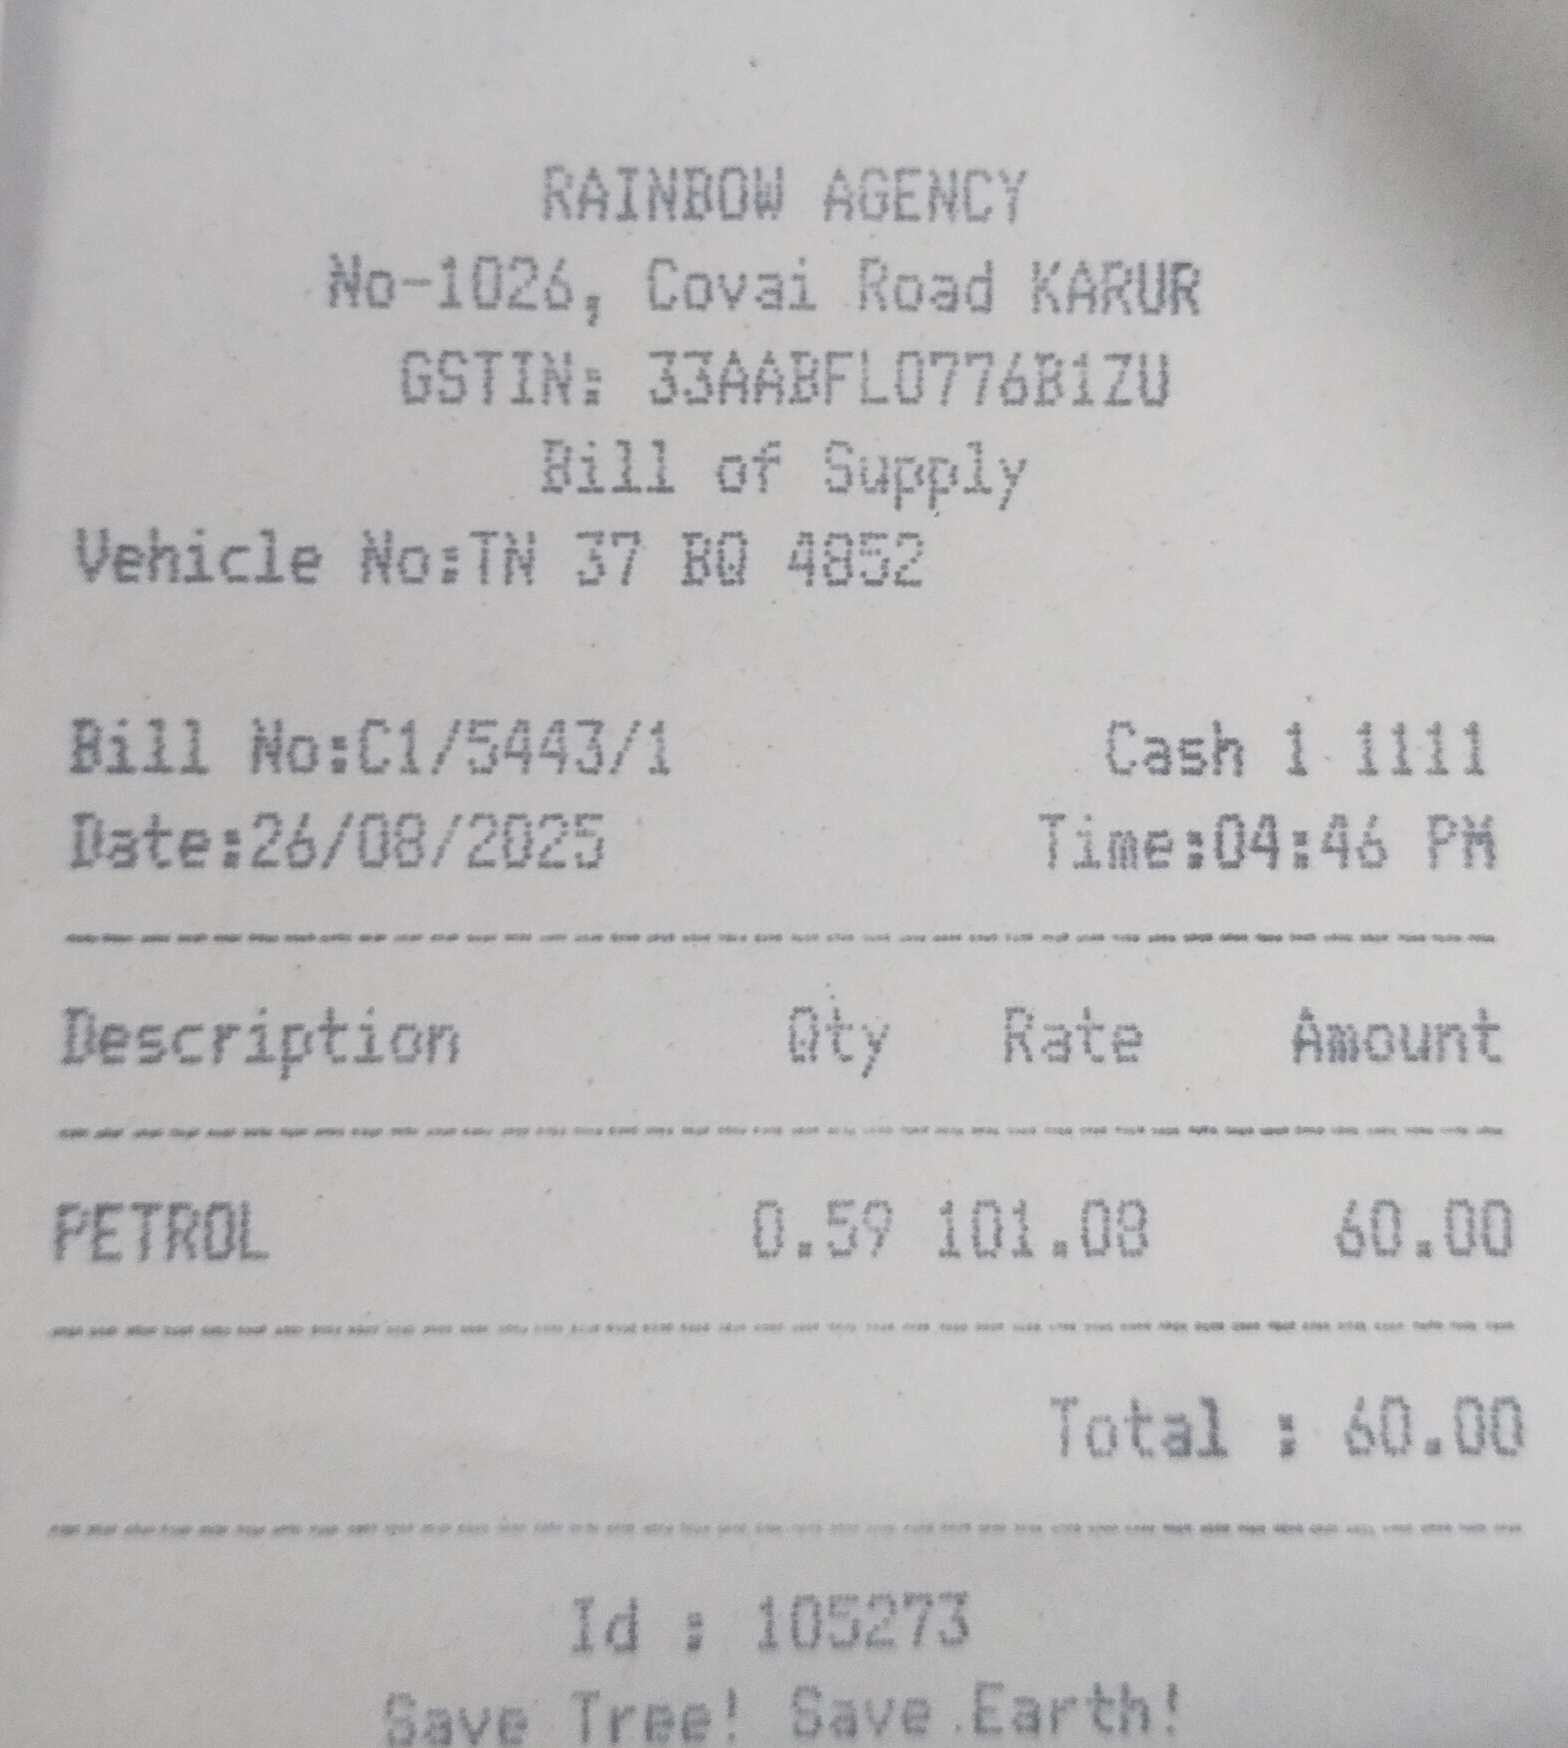 RAINBOW AGENCY
No-1026, Covai Road KARUR
GSTIN: 33AABFL0776B1ZU
Bill of Supply
Vehicle No:TN 37 BQ 4852
Bill No:C1/5443/1 Cash 1 1111
Date:26/08/2025 Time:04:46 PM
Description Qty Rate Amount
PETROL 0.59 101.08 60.00
Total : 60.00
Id : 105273
Save Tree! Save Earth!